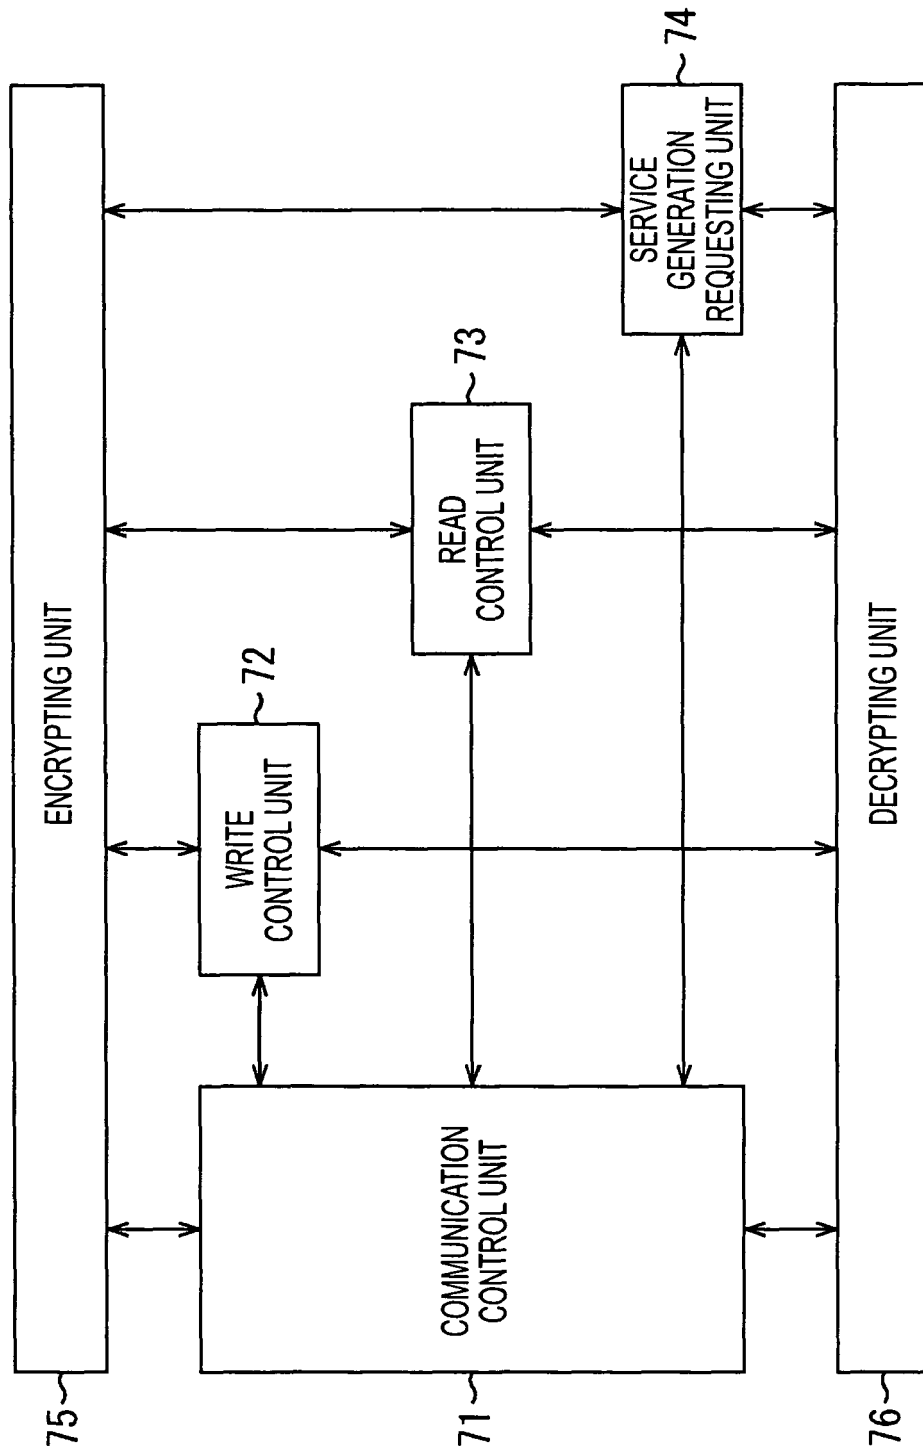 75
ENCRYPTING UNIT
72
WRITE
CONTROL UNIT
73
READ
CONTROL UNIT
74
SERVICE
GENERATION
REQUESTING UNIT
71
COMMUNICATION
CONTROL UNIT
76
DECRYPTING UNIT